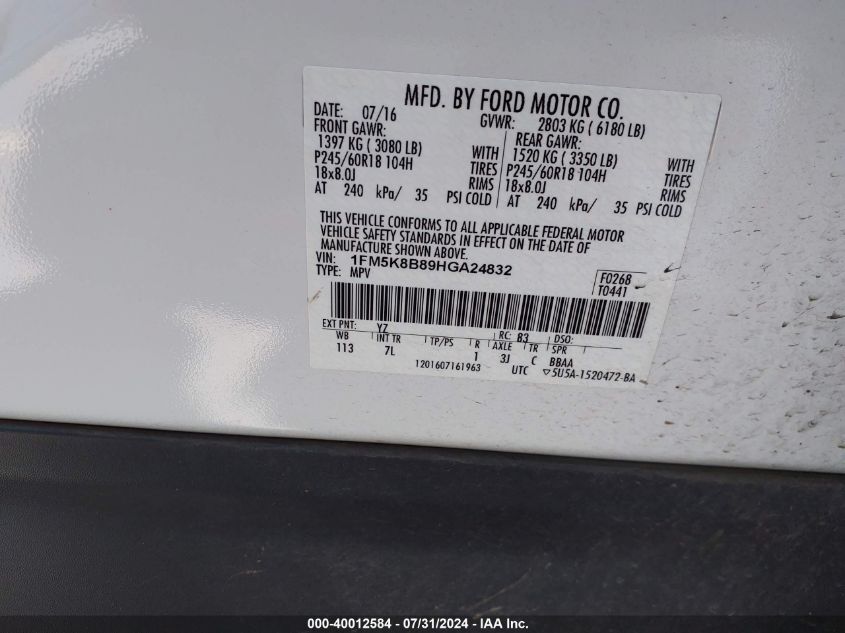 MFD. BY FORD MOTOR CO.
DATE: 07/16 GVWR: 2803 KG ( 6180 LB)
FRONT GAWR: REAR GAWR:
1397 KG ( 3080 LB) WITH 1520 KG ( 3350 LB) WITH
P245/60R18 104H TIRES P245/60R18 104H TIRES
18x8.0J RIMS 18x8.0J RIMS
AT 240 kPa/ 35 PSI COLD AT 240 kPa/ 35 PSI COLD
THIS VEHICLE CONFORMS TO ALL APPLICABLE FEDERAL MOTOR
VEHICLE SAFETY STANDARDS IN EFFECT ON THE DATE OF
MANUFACTURE SHOWN ABOVE.
VIN: 1FM5K8B89HGA24832
TYPE: MPV
F0268
T0441
EXT PNT: YZ RC: B3 DSO:
WB INT TR TP/PS R AXLE TR SPR
113 7L 1 3J C BBAA
1201607161963 UTC ▽5U5A-1520472-BA
000-40012584 / 07/31/2024 - IAA Inc.